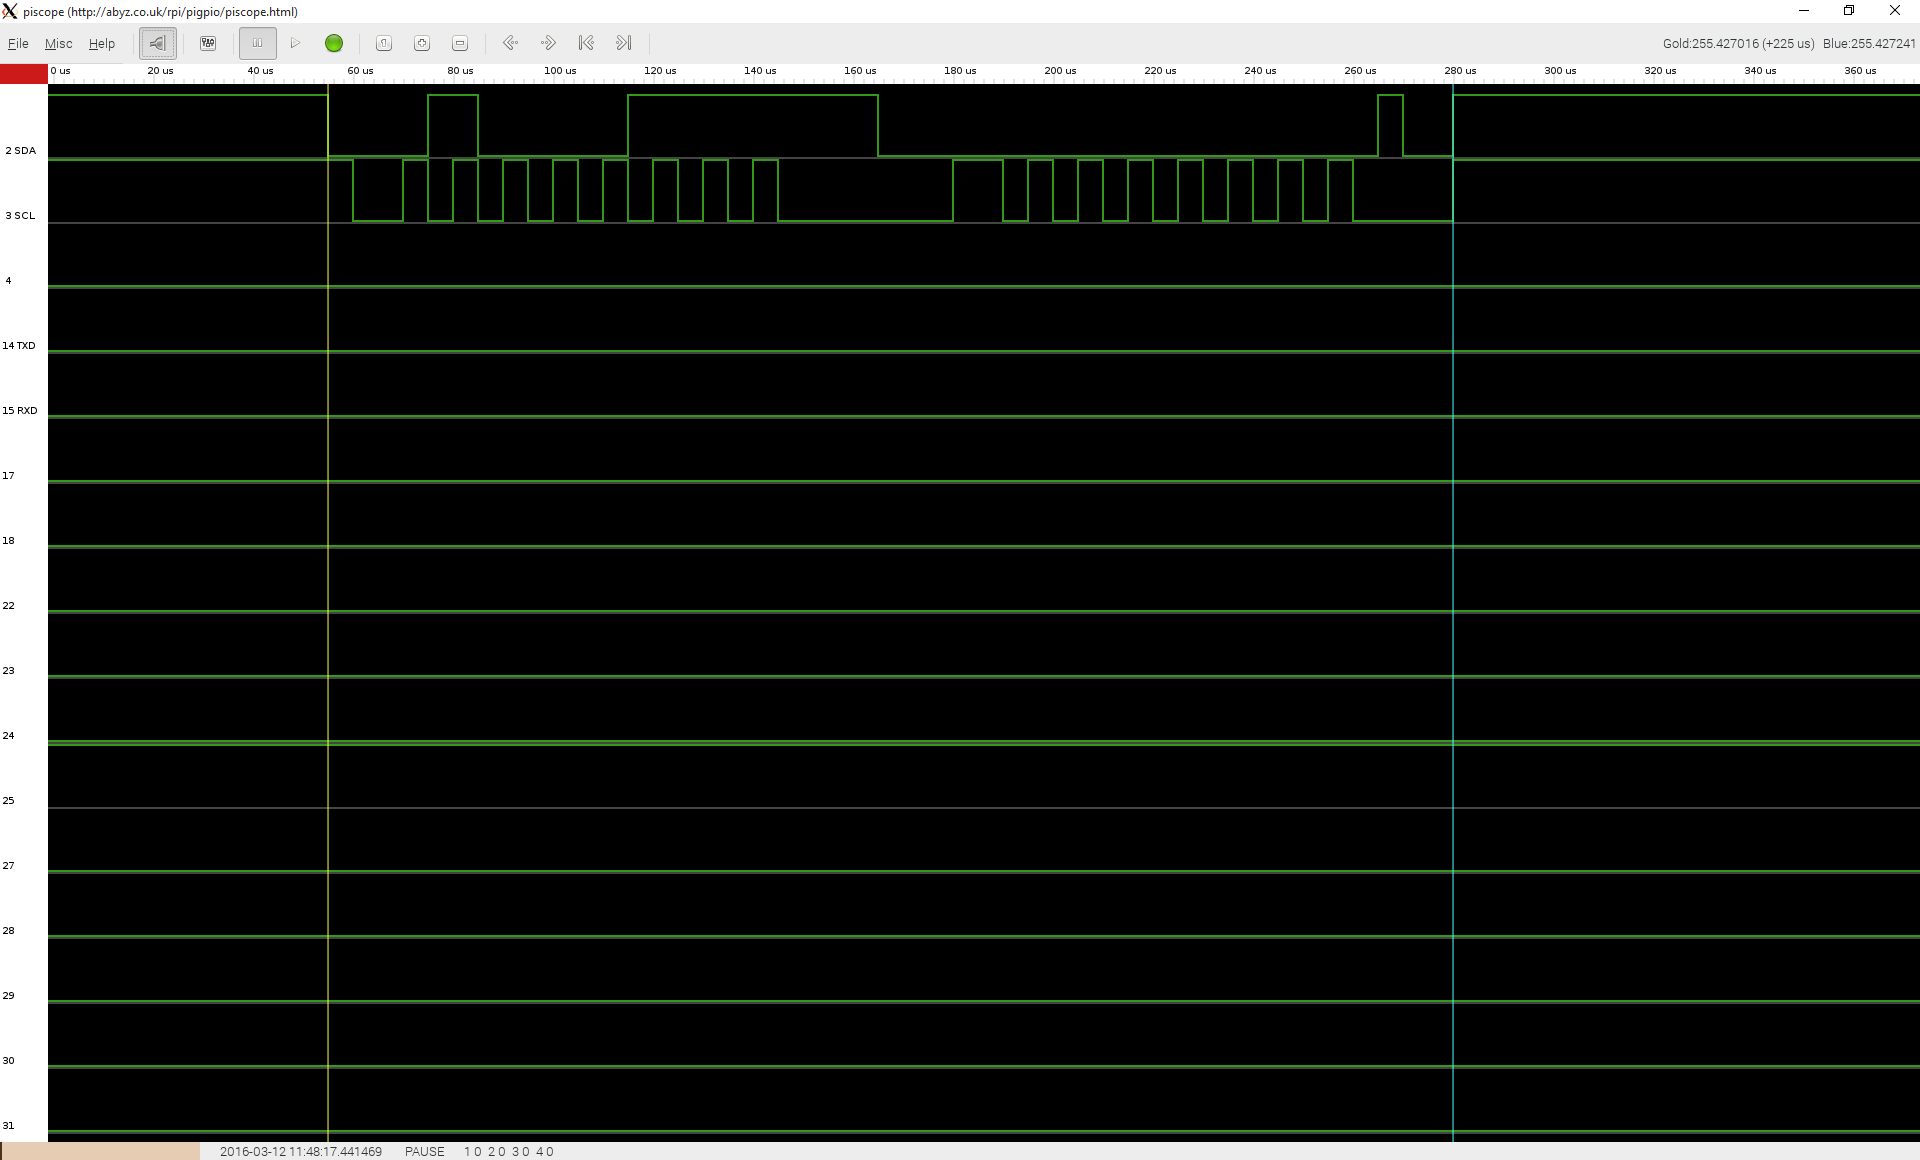 piscope (http://abyz.co.uk/rpi/pigpio/piscope.html)
File Misc Help Gold:255.427016 (+225 us) Blue:255.427241
0 us 20 us 40 us 60 us 80 us 100 us 120 us 140 us 160 us 180 us 200 us 220 us 240 us 260 us 280 us 300 us 320 us 340 us 360 us
2 SDA
3 SCL
4
14 TXD
15 RXD
17
18
22
23
24
25
27
28
29
30
31
2016-03-12 11:48:17.441469 PAUSE 1 0 2 0 3 0 4 0